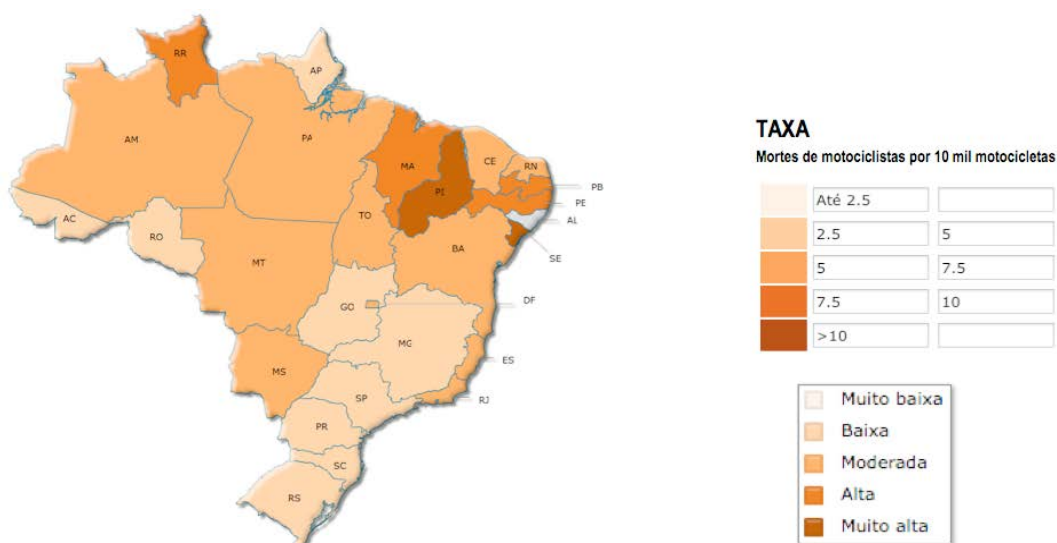 RR
AP
AM
PA
MA
CE
RN
PI
PB
PE
AL
SE
AC
RO
TO
BA
MT
DF
GO
MG
ES
MS
SP
RJ
PR
SC
RS
TAXA
Mortes de motociclistas por 10 mil motocicletas
Até 2.5
2.5 5
5 7.5
7.5 10
>10
Muito baixa
Baixa
Moderada
Alta
Muito alta